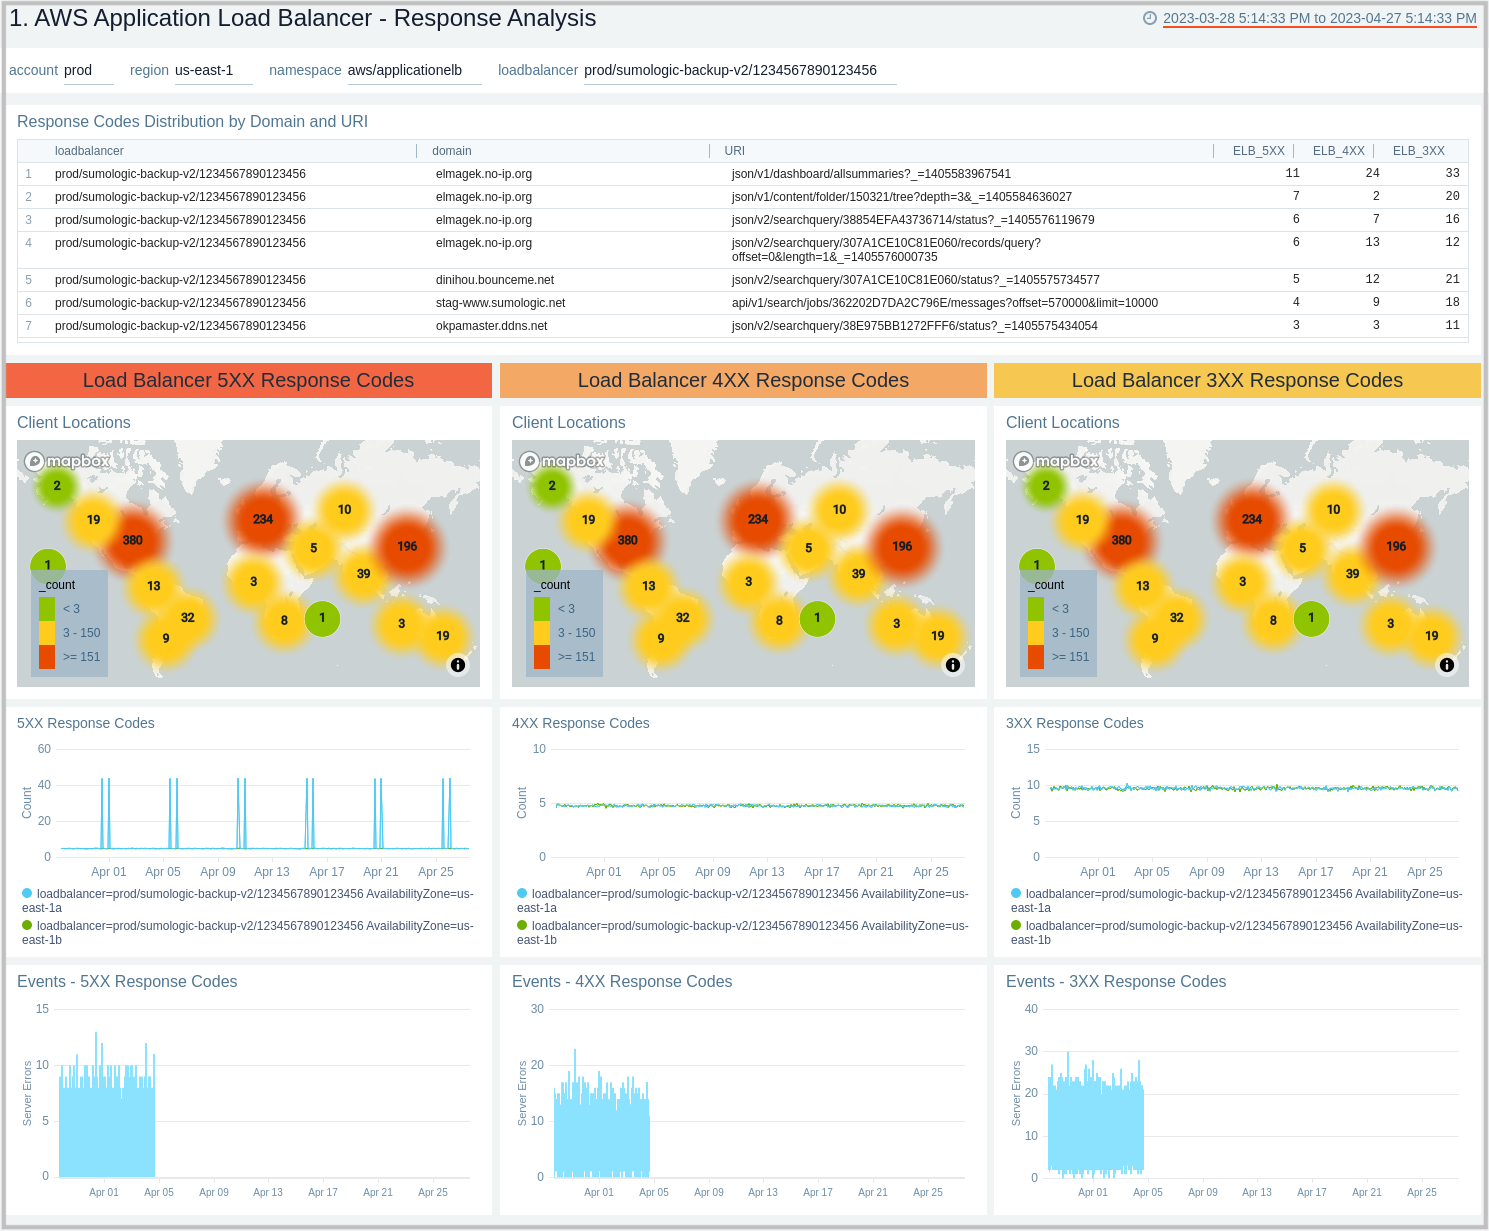 1. AWS Application Load Balancer - Response Analysis
2023-03-28 5:14:33 PM to 2023-04-27 5:14:33 PM
account prod region us-east-1 namespace aws/applicationelb loadbalancer prod/sumologic-backup-v2/1234567890123456
Response Codes Distribution by Domain and URI
loadbalancer domain URI ELB_5XX ELB_4XX ELB_3XX
1 prod/sumologic-backup-v2/1234567890123456 elmagek.no-ip.org json/v1/dashboard/allsummaries?_=1405583967541 11 24 33
2 prod/sumologic-backup-v2/1234567890123456 elmagek.no-ip.org json/v1/content/folder/150321/tree?depth=3&_=1405584636027 7 2 20
3 prod/sumologic-backup-v2/1234567890123456 elmagek.no-ip.org json/v2/searchquery/38854EFA43736714/status?_=1405576119679 6 7 16
4 prod/sumologic-backup-v2/1234567890123456 elmagek.no-ip.org json/v2/searchquery/307A1CE10C81E060/records/query? 6 13 12
offset=0&length=1&_=1405576000735
5 prod/sumologic-backup-v2/1234567890123456 dinihou.bounceme.net json/v2/searchquery/307A1CE10C81E060/status?_=1405575734577 5 12 21
6 prod/sumologic-backup-v2/1234567890123456 stag-www.sumologic.net api/v1/search/jobs/362202D7DA2C796E/messages?offset=570000&limit=10000 4 9 18
7 prod/sumologic-backup-v2/1234567890123456 okpamaster.ddns.net json/v2/searchquery/38E975BB1272FFF6/status?_=1405575434054 3 3 11
Load Balancer 5XX Response Codes
Client Locations
mapbox
2
10
19
234
380
5
196
1
39
3
13
_count
< 3
32
8
1
3
3 - 150
9
19
>= 151
5XX Response Codes
60
40
20
0
Count
Apr 01 Apr 05 Apr 09 Apr 13 Apr 17 Apr 21 Apr 25
loadbalancer=prod/sumologic-backup-v2/1234567890123456 AvailabilityZone=us-
east-1a
loadbalancer=prod/sumologic-backup-v2/1234567890123456 AvailabilityZone=us-
east-1b
Events - 5XX Response Codes
15
10
5
0
Server Errors
Apr 01 Apr 05 Apr 09 Apr 13 Apr 17 Apr 21 Apr 25
Load Balancer 4XX Response Codes
Client Locations
mapbox
2
10
19
234
380
5
196
1
39
3
13
_count
< 3
32
8
1
3
3 - 150
9
19
>= 151
4XX Response Codes
10
5
0
Count
Apr 01 Apr 05 Apr 09 Apr 13 Apr 17 Apr 21 Apr 25
loadbalancer=prod/sumologic-backup-v2/1234567890123456 AvailabilityZone=us-
east-1a
loadbalancer=prod/sumologic-backup-v2/1234567890123456 AvailabilityZone=us-
east-1b
Events - 4XX Response Codes
30
20
10
0
Server Errors
Apr 01 Apr 05 Apr 09 Apr 13 Apr 17 Apr 21 Apr 25
Load Balancer 3XX Response Codes
Client Locations
mapbox
2
10
19
234
380
5
196
1
39
3
13
_count
< 3
32
8
1
3
3 - 150
9
19
>= 151
3XX Response Codes
15
10
5
0
Count
Apr 01 Apr 05 Apr 09 Apr 13 Apr 17 Apr 21 Apr 25
loadbalancer=prod/sumologic-backup-v2/1234567890123456 AvailabilityZone=us-
east-1a
loadbalancer=prod/sumologic-backup-v2/1234567890123456 AvailabilityZone=us-
east-1b
Events - 3XX Response Codes
40
30
20
10
0
Server Errors
Apr 01 Apr 05 Apr 09 Apr 13 Apr 17 Apr 21 Apr 25